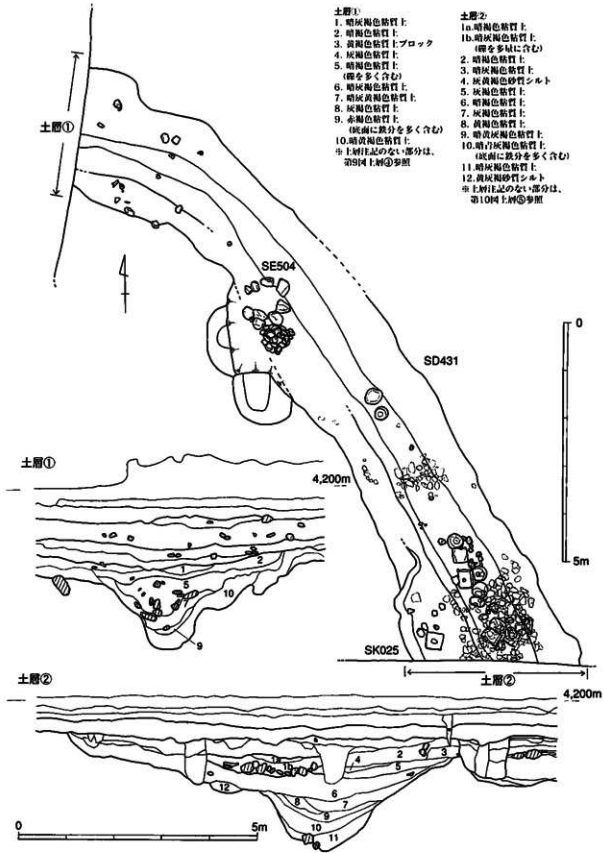 土層①
1. 暗灰褐色粘質土
2. 暗褐色粘質土
3. 黄褐色粘質土ブロック
4. 灰褐色粘質土
5. 暗褐色粘質土
(礫を多く含む)
6. 暗灰褐色粘質土
7. 暗灰黄褐色粘質土
8. 灰褐色粘質土
9. 赤褐色粘質土
(底面に鉄分を多く含む)
10. 暗黄褐色粘質土
※土層注記のない部分は、
第9図土層④参照
土層②
1a. 暗褐色粘質土
1b. 暗灰褐色粘質土
(礫を多量に含む)
2. 暗褐色粘質土
3. 暗灰褐色粘質土
4. 灰黄褐色砂質シルト
5. 灰褐色粘質土
6. 暗褐色粘質土
7. 灰褐色粘質土
8. 黄褐色粘質土
9. 暗黄灰褐色粘質土
10. 暗青灰褐色粘質土
(底面に鉄分を多く含む)
11. 暗灰褐色粘質土
12. 黄灰褐砂質シルト
※土層注記のない部分は、
第10図土層⑤参照
土層①
SE504
SD431
0
5m
SK025
土層②
土層①
4,200m
1
2
5
7
10
9
土層②
4,200m
1a
1b
2
3
4
5
6
6
7
8
9
10
11
12
0
5m